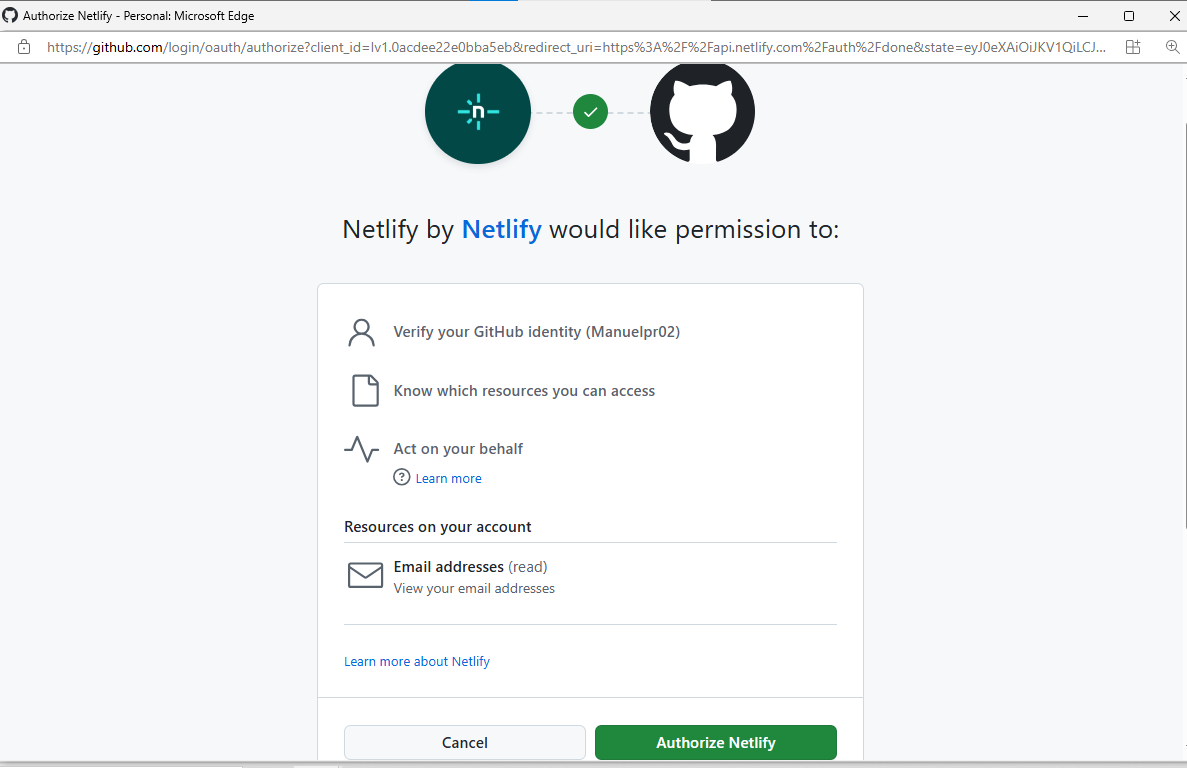 Authorize Netlify - Personal: Microsoft Edge
https://github.com/login/oauth/authorize?client_id=Iv1.0acdee22e0bba5eb&redirect_uri=https%3A%2F%2Fapi.netlify.com%2Fauth%2Fdone&state=eyJ0eXAiOiJKV1QiLCJ...
n
Netlify by Netlify would like permission to:
Verify your GitHub identity (Manuelpr02)
Know which resources you can access
Act on your behalf
? Learn more
Resources on your account
Email addresses (read)
View your email addresses
Learn more about Netlify
Cancel
Authorize Netlify